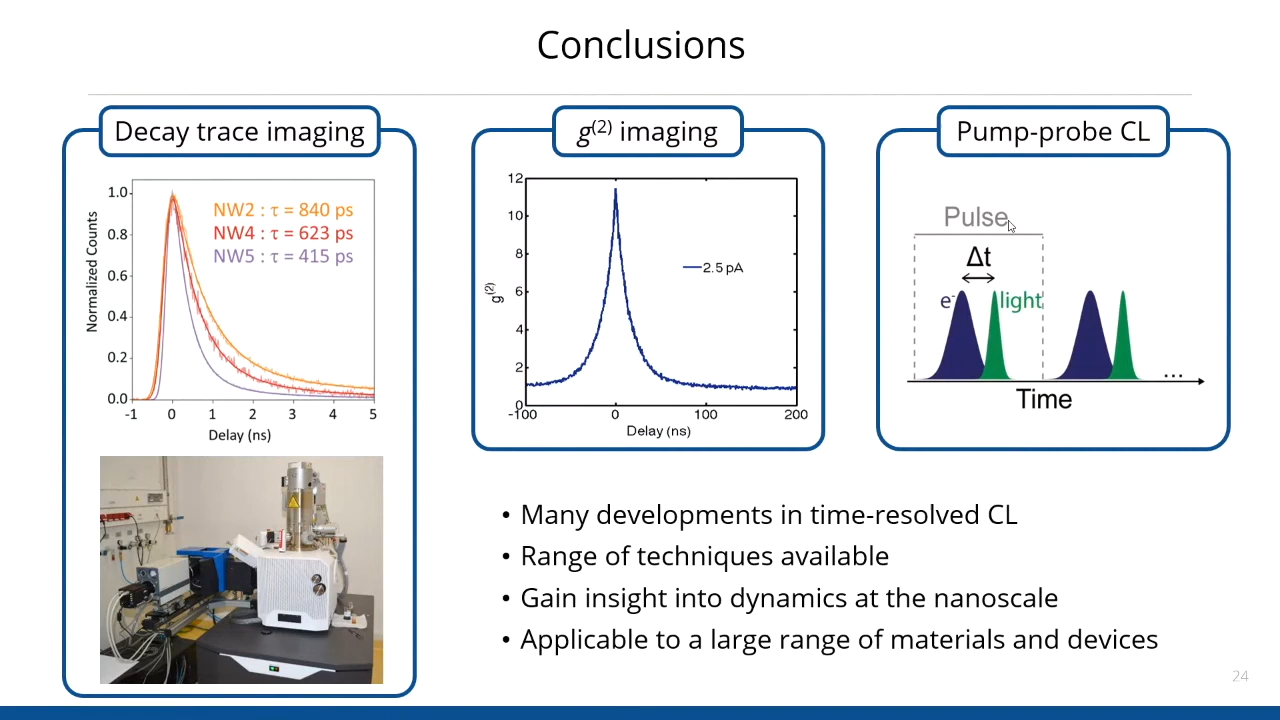 Conclusions
Decay trace imaging
g(2) imaging
Pump-probe CL
NW2 : τ = 840 ps
NW4 : τ = 623 ps
NW5 : τ = 415 ps
Normalized Counts
1.0
0.8
0.6
0.4
0.2
0.0
-1 0 1 2 3 4 5
Delay (ns)
12
10
8
6
4
2
0
g(2)
2.5 pA
-100 0 100 200
Delay (ns)
Pulse
Δt
e- light
...
Time
• Many developments in time-resolved CL
• Range of techniques available
• Gain insight into dynamics at the nanoscale
• Applicable to a large range of materials and devices
24